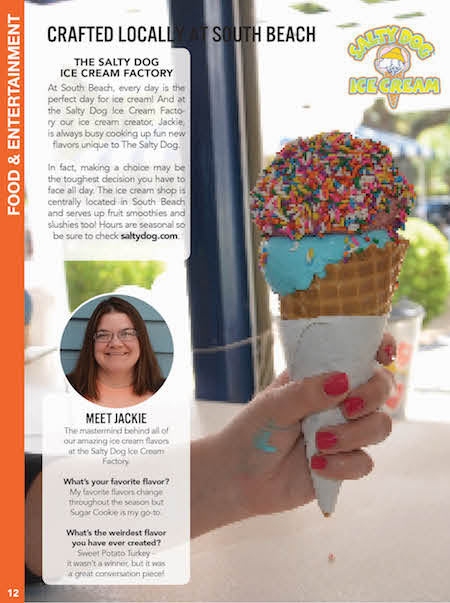 FOOD & ENTERTAINMENT
CRAFTED LOCALLY AT SOUTH BEACH
SALTY DOG
ICE CREAM
THE SALTY DOG
ICE CREAM FACTORY
At South Beach, every day is the
perfect day for ice cream! And at
the Salty Dog Ice Cream Facto-
ry our ice cream creator, Jackie,
is always busy cooking up fun new
flavors unique to The Salty Dog.
In fact, making a choice may be
the toughest decision you have to
face all day. The ice cream shop is
centrally located in South Beach
and serves up fruit smoothies and
slushies too! Hours are seasonal so
be sure to check saltydog.com.
MEET JACKIE
The mastermind behind all of
our amazing ice cream flavors
at the Salty Dog Ice Cream
Factory.
What's your favorite flavor?
My favorite flavors change
throughout the season but
Sugar Cookie is my go-to.
What's the weirdest flavor
you have ever created?
Sweet Potato Turkey –
it wasn't a winner, but it was
a great conversation piece!
12